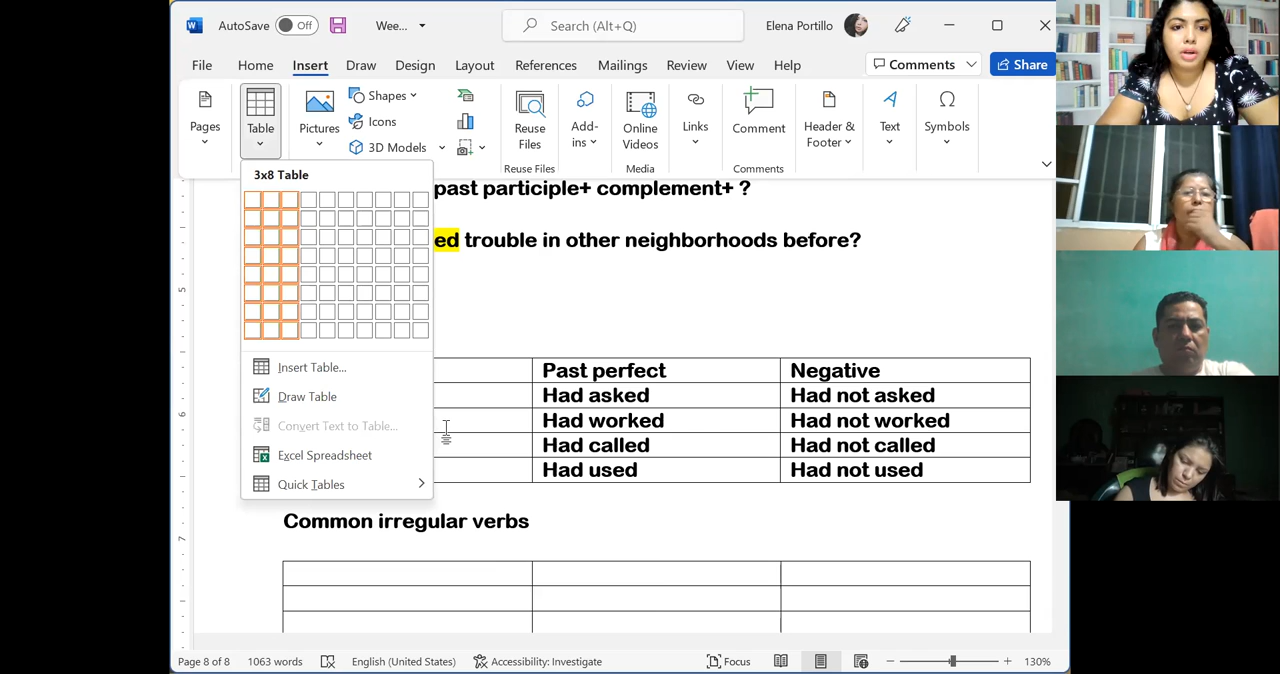 AutoSave Off Wee... Search (Alt+Q) Elena Portillo
File Home Insert Draw Design Layout References Mailings Review View Help Comments Share
Pages Table Pictures Shapes Icons 3D Models Reuse Files Add-ins Online Videos Links Comment Header & Footer Text Symbols
Reuse Files Media Comments
3x8 Table
Insert Table...
Draw Table
Convert Text to Table...
Excel Spreadsheet
Quick Tables
past participle+ complement+ ?
ed trouble in other neighborhoods before?
Past perfect Negative
Had asked Had not asked
Had worked Had not worked
Had called Had not called
Had used Had not used
Common irregular verbs
5
6
7
Page 8 of 8 1063 words English (United States) Accessibility: Investigate Focus 130%